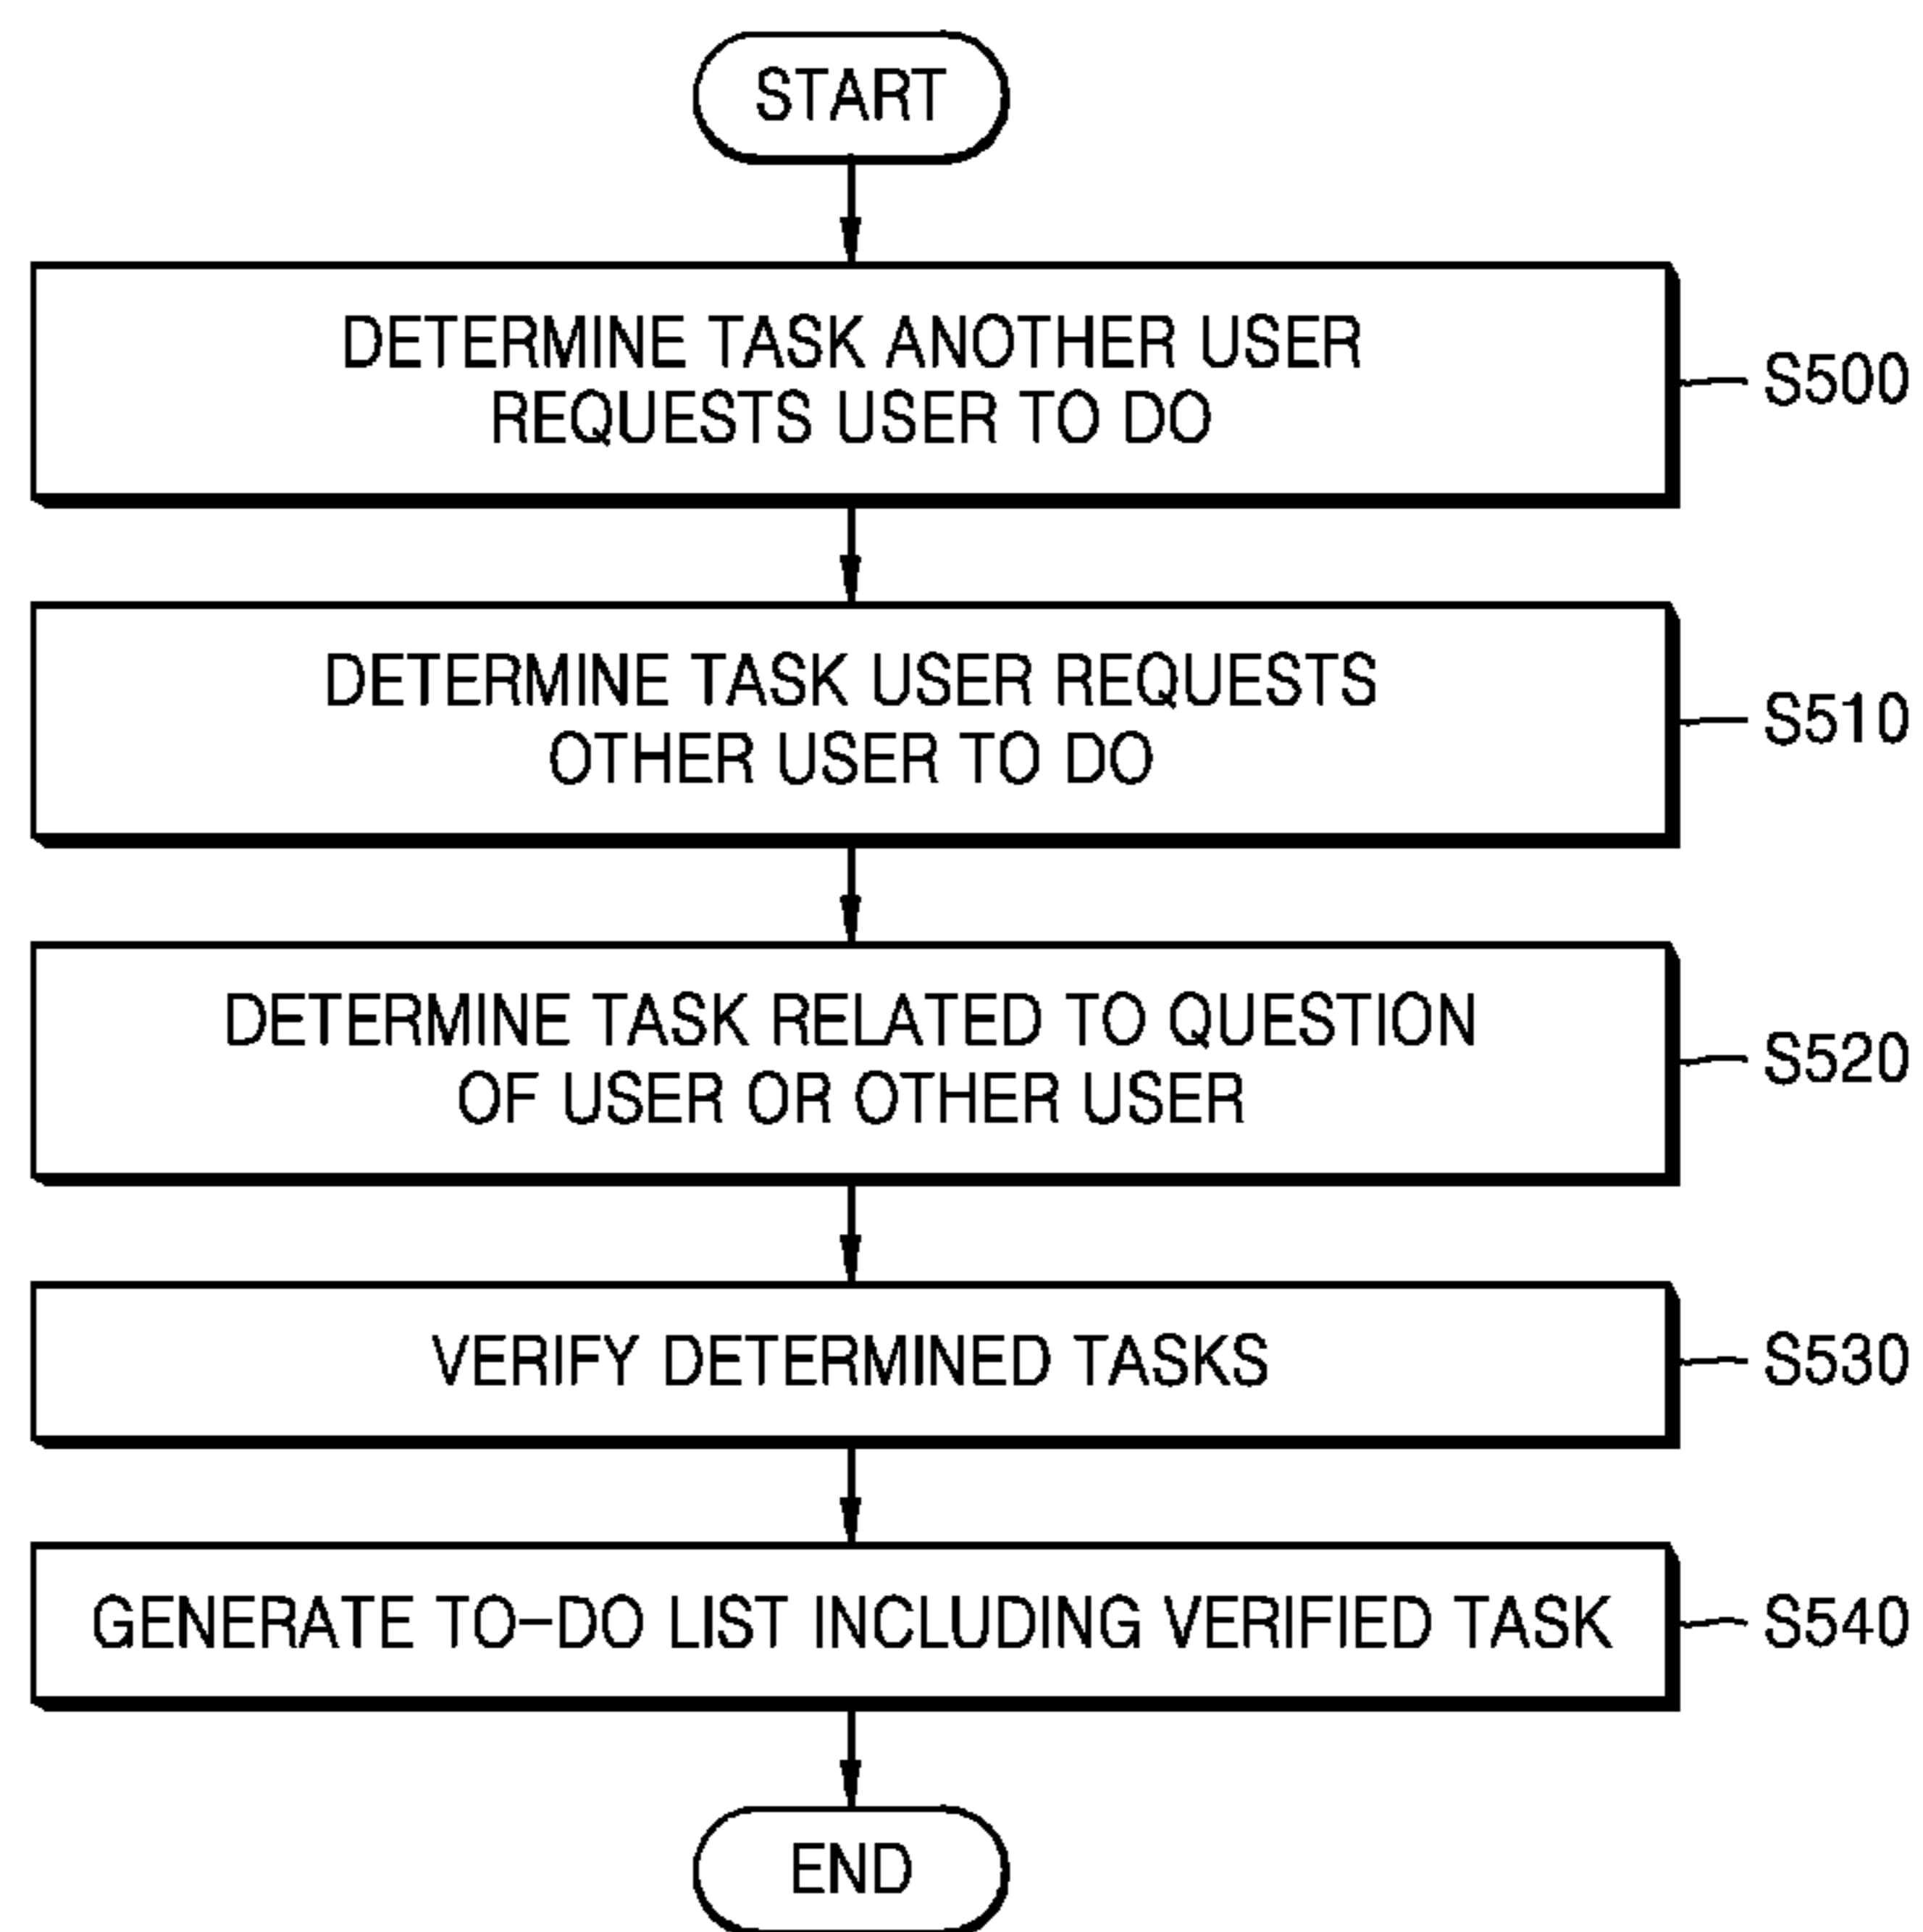 START
DETERMINE TASK ANOTHER USER
REQUESTS USER TO DO
S500
DETERMINE TASK USER REQUESTS
OTHER USER TO DO
S510
DETERMINE TASK RELATED TO QUESTION
OF USER OR OTHER USER
S520
VERIFY DETERMINED TASKS
S530
GENERATE TO-DO LIST INCLUDING VERIFIED TASK
S540
END